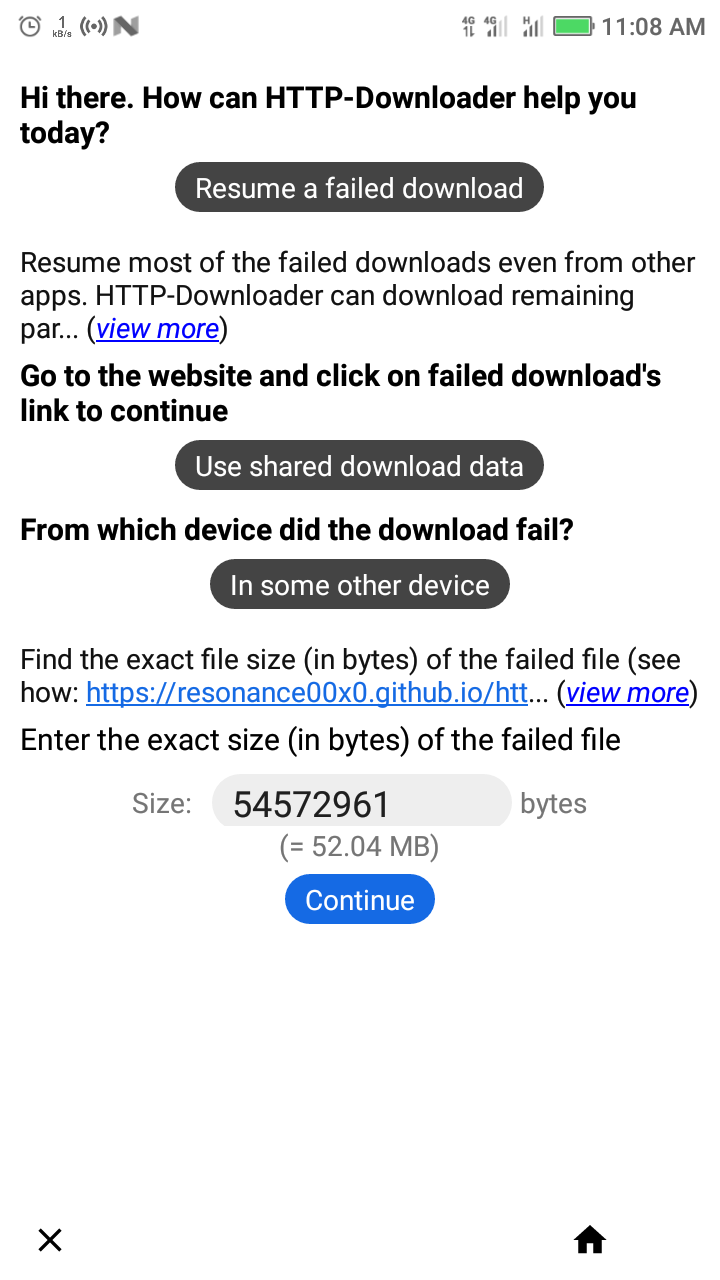 1 kB/s 4G 4G H 11:08 AM
Hi there. How can HTTP-Downloader help you
today?
Resume a failed download
Resume most of the failed downloads even from other
apps. HTTP-Downloader can download remaining
par... (view more)
Go to the website and click on failed download's
link to continue
Use shared download data
From which device did the download fail?
In some other device
Find the exact file size (in bytes) of the failed file (see
how: https://resonance00x0.github.io/htt... (view more)
Enter the exact size (in bytes) of the failed file
Size: 54572961 bytes
(= 52.04 MB)
Continue